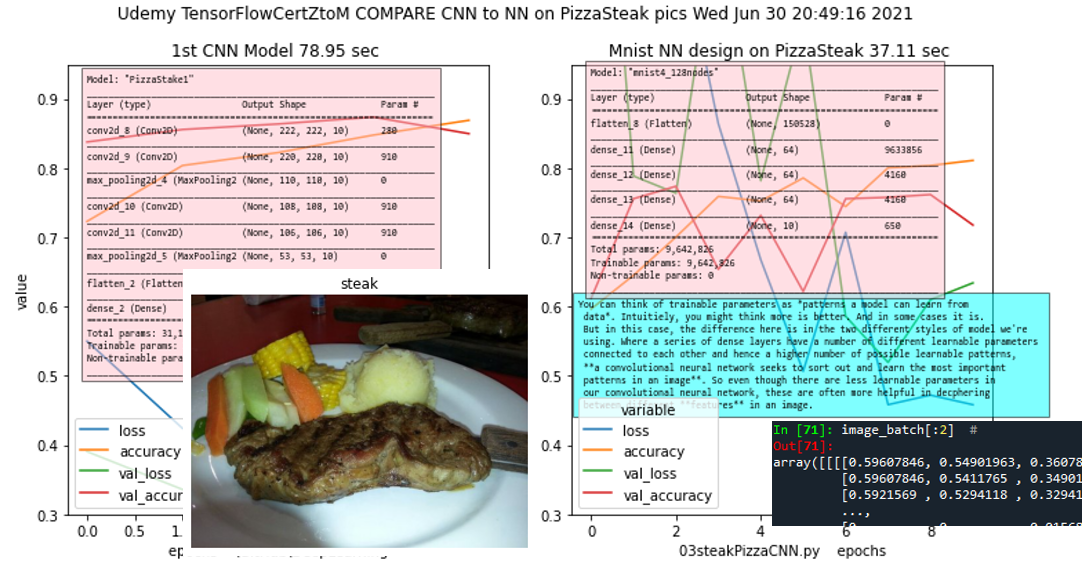 Udemy TensorFlowCertZtoM COMPARE CNN to NN on PizzaSteak pics Wed Jun 30 20:49:16 2021
1st CNN Model 78.95 sec
Model: "PizzaStake1"
Layer (type) Output Shape Param #
conv2d_8 (Conv2D) (None, 222, 222, 10) 280
conv2d_9 (Conv2D) (None, 220, 220, 10) 910
max_pooling2d_4 (MaxPooling2 (None, 110, 110, 10) 0
conv2d_10 (Conv2D) (None, 108, 108, 10) 910
conv2d_11 (Conv2D) (None, 106, 106, 10) 910
max_pooling2d_5 (MaxPooling2 (None, 53, 53, 10) 0
flatten_2 (Flatten
dense_2 (Dense)
Total params: 31,1
Trainable params:
Non-trainable para
value
0.9
0.8
0.7
0.6
0.5
0.4
0.3
loss
accuracy
val_loss
val_accur
0.0 0.5
steak
Mnist NN design on PizzaSteak 37.11 sec
Model: "mnist4_128nodes"
Layer (type) Output Shape Param #
flatten_8 (Flatten) (None, 150528) 0
dense_11 (Dense) (None, 64) 9633856
dense_12 (Dense) (None, 64) 4160
dense_13 (Dense) (None, 64) 4160
dense_14 (Dense) (None, 10) 650
Total params: 9,642,826
Trainable params: 9,642,826
Non-trainable params: 0
You can think of trainable parameters as *patterns a model can learn from
data*. Intuitiely, you might think more is better. And in some cases it is.
But in this case, the difference here is in the two different styles of model we're
using. Where a series of dense layers have a number of different learnable parameters
connected to each other and hence a higher number of possible learnable patterns,
**a convolutional neural network seeks to sort out and learn the most important
patterns in an image**. So even though there are less learnable parameters in
our convolutional neural network, these are often more helpful in decphering
between different **features** in an image.
0.9
0.8
0.7
0.6
0.5
0.4
0.3
variable
loss
accuracy
val_loss
val_accuracy
In [71]: image_batch[:2] #
Out[71]:
array([[[[0.59607846, 0.54901963, 0.36078
[0.59607846, 0.5411765 , 0.34901
[0.5921569 , 0.5294118 , 0.32941
...,
0 2 4 6 8
03steakPizzaCNN.py epochs